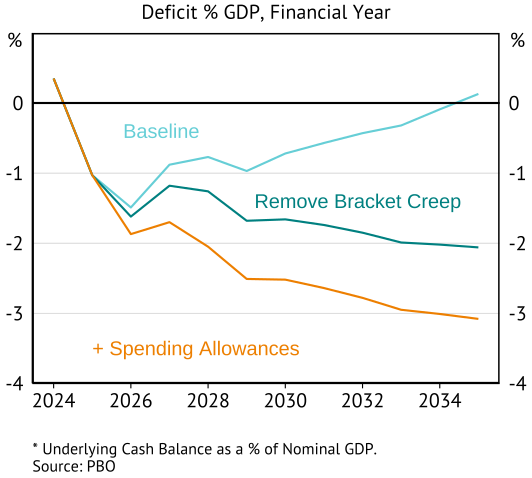 Deficit % GDP, Financial Year
% %
0 0
Baseline
-1 -1
Remove Bracket Creep
-2 -2
-3 -3
+ Spending Allowances
-4 -4
2024 2026 2028 2030 2032 2034
* Underlying Cash Balance as a % of Nominal GDP.
Source: PBO